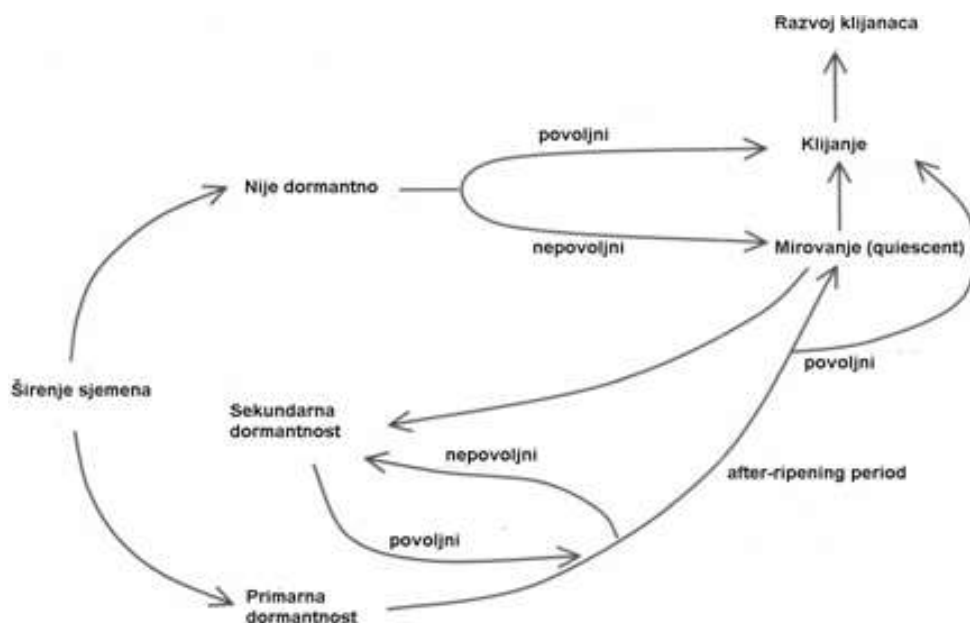 Razvoj klijanaca
povoljni
Klijanje
Nije dormantno
nepovoljni
Mirovanje (quiescent)
povoljni
Širenje sjemena
Sekundarna
dormantnost
nepovoljni
after-ripening period
povoljni
Primarna
dormantnost